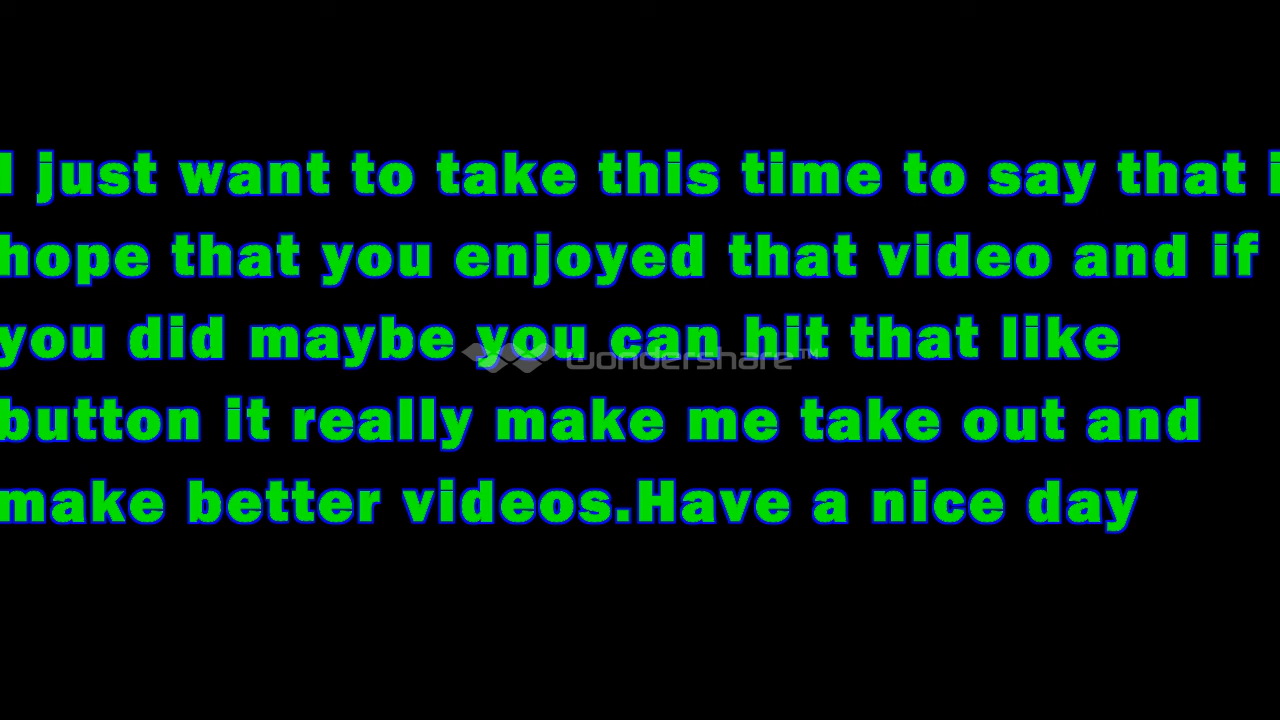 I just want to take this time to say that i
hope that you enjoyed that video and if
you did maybe you can hit that like
wondershare™
button it really make me take out and
make better videos.Have a nice day